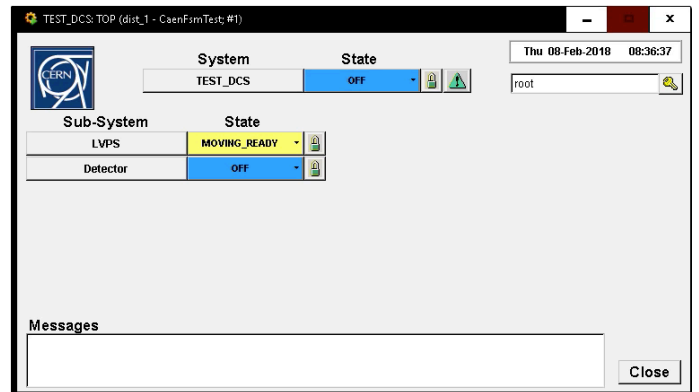 TEST_DCS: TOP (dist_1 - CaenFsmTest; #1)
CERN
System State
Thu 08-Feb-2018 08:36:37
TEST_DCS OFF
root
Sub-System State
LVPS MOVING_READY
Detector OFF
Messages
Close